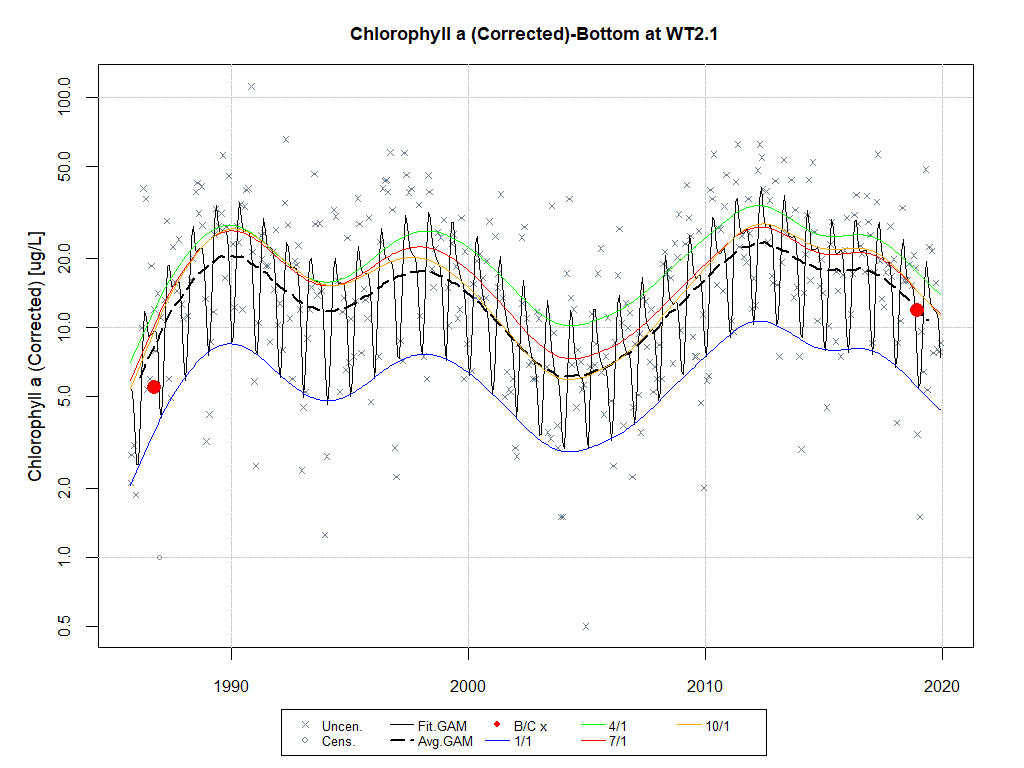 Chlorophyll a (Corrected)-Bottom at WT2.1
Chlorophyll a (Corrected) [ug/L]
100.0
50.0
20.0
10.0
5.0
2.0
1.0
0.5
1990 2000 2010 2020
Uncen. Fit.GAM B/C x 4/1 10/1
Cens. Avg.GAM 1/1 7/1